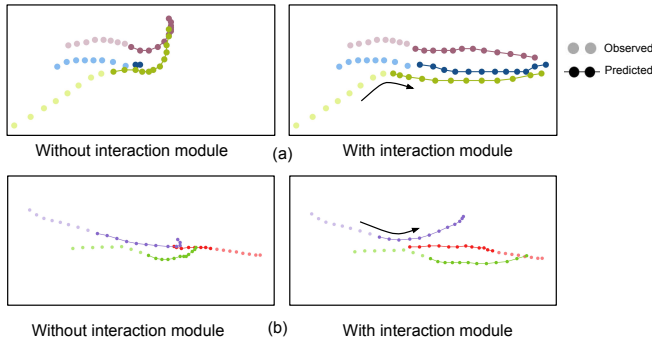 Observed
Predicted
Without interaction module
(a)
With interaction module
Without interaction module
(b)
With interaction module